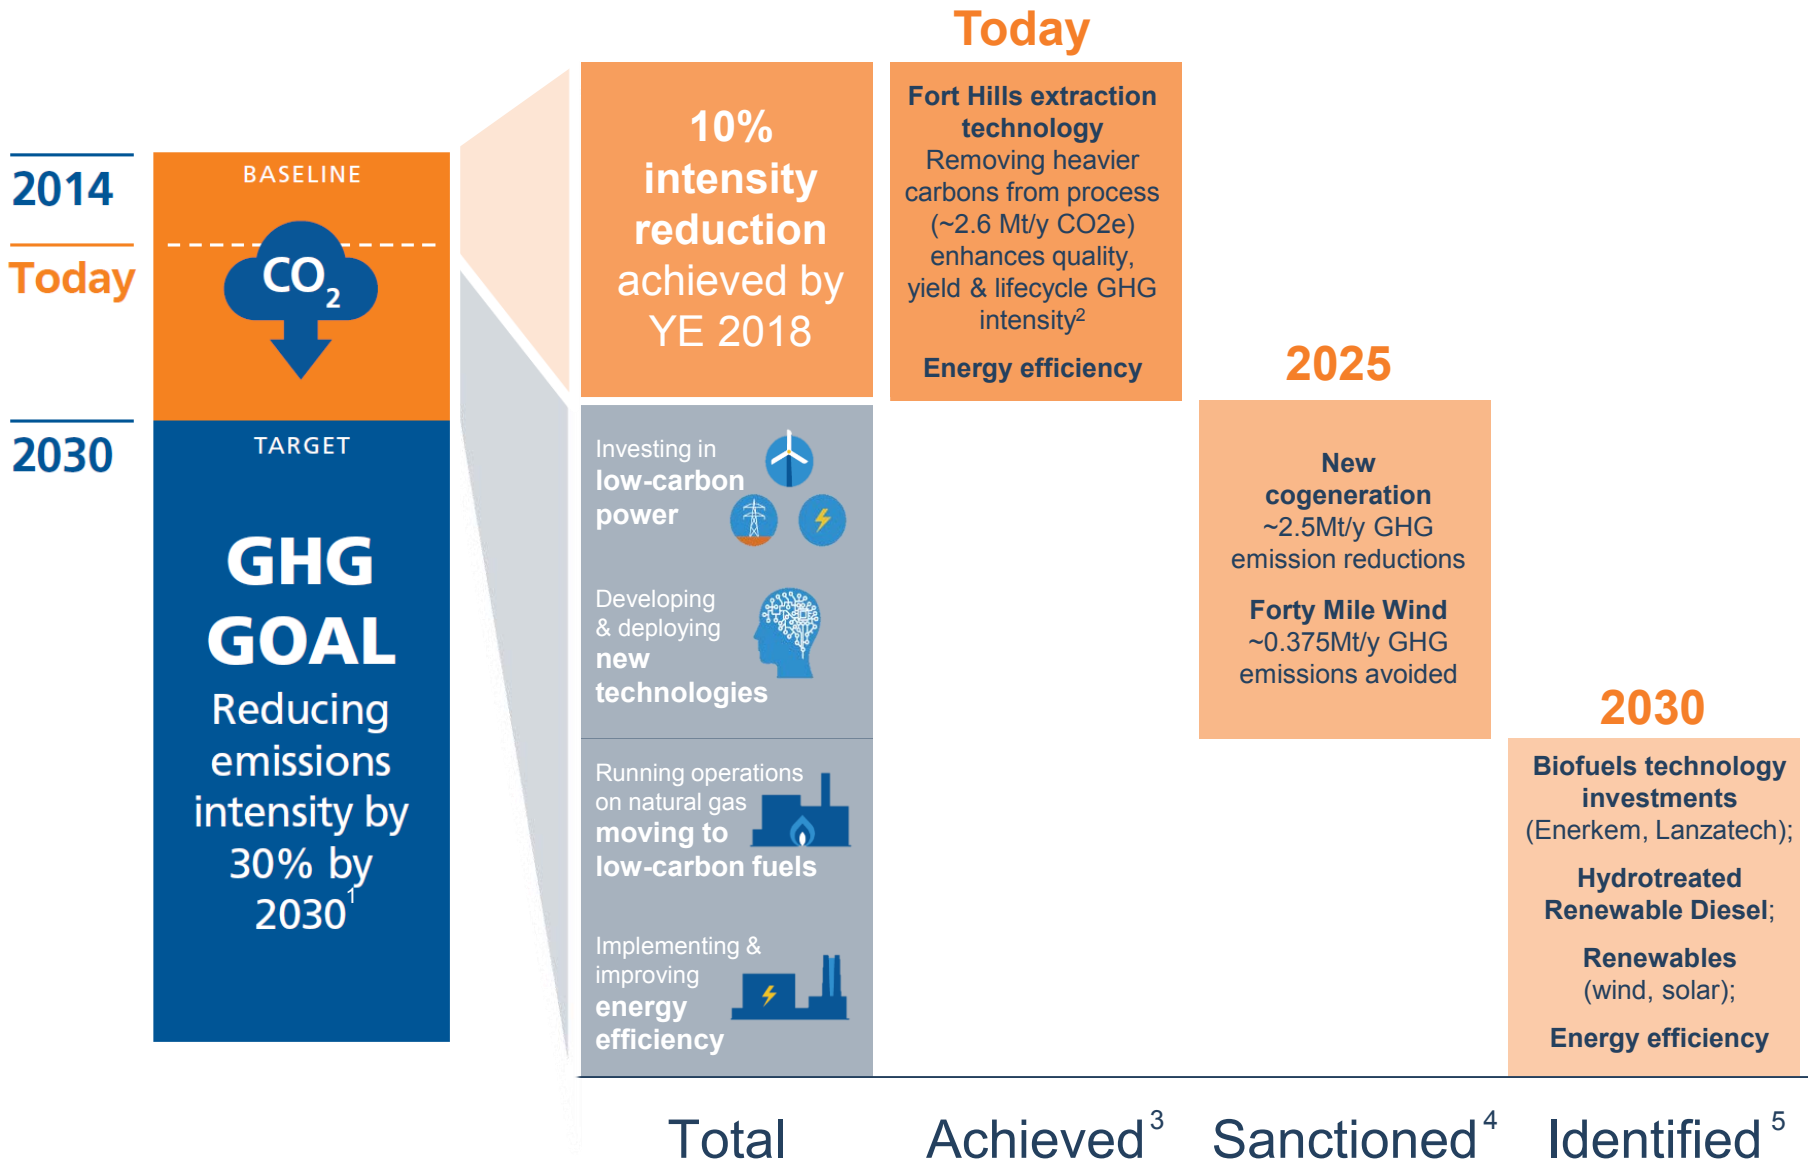 2014
Today
2030
BASELINE
CO2
TARGET
GHG
GOAL
Reducing
emissions
intensity by
30% by
2030¹
10%
intensity
reduction
achieved by
YE 2018
Investing in
low-carbon
power
Developing
& deploying
new
technologies
Running operations
on natural gas
moving to
low-carbon fuels
Implementing &
improving
energy
efficiency
Total
Today
Fort Hills extraction
technology
Removing heavier
carbons from process
(~2.6 Mt/y CO2e)
enhances quality,
yield & lifecycle GHG
intensity²
Energy efficiency
Achieved³
2025
New
cogeneration
~2.5Mt/y GHG
emission reductions
Forty Mile Wind
~0.375Mt/y GHG
emissions avoided
Sanctioned⁴
2030
Biofuels technology
investments
(Enerkem, Lanzatech);
Hydrotreated
Renewable Diesel;
Renewables
(wind, solar);
Energy efficiency
Identified⁵